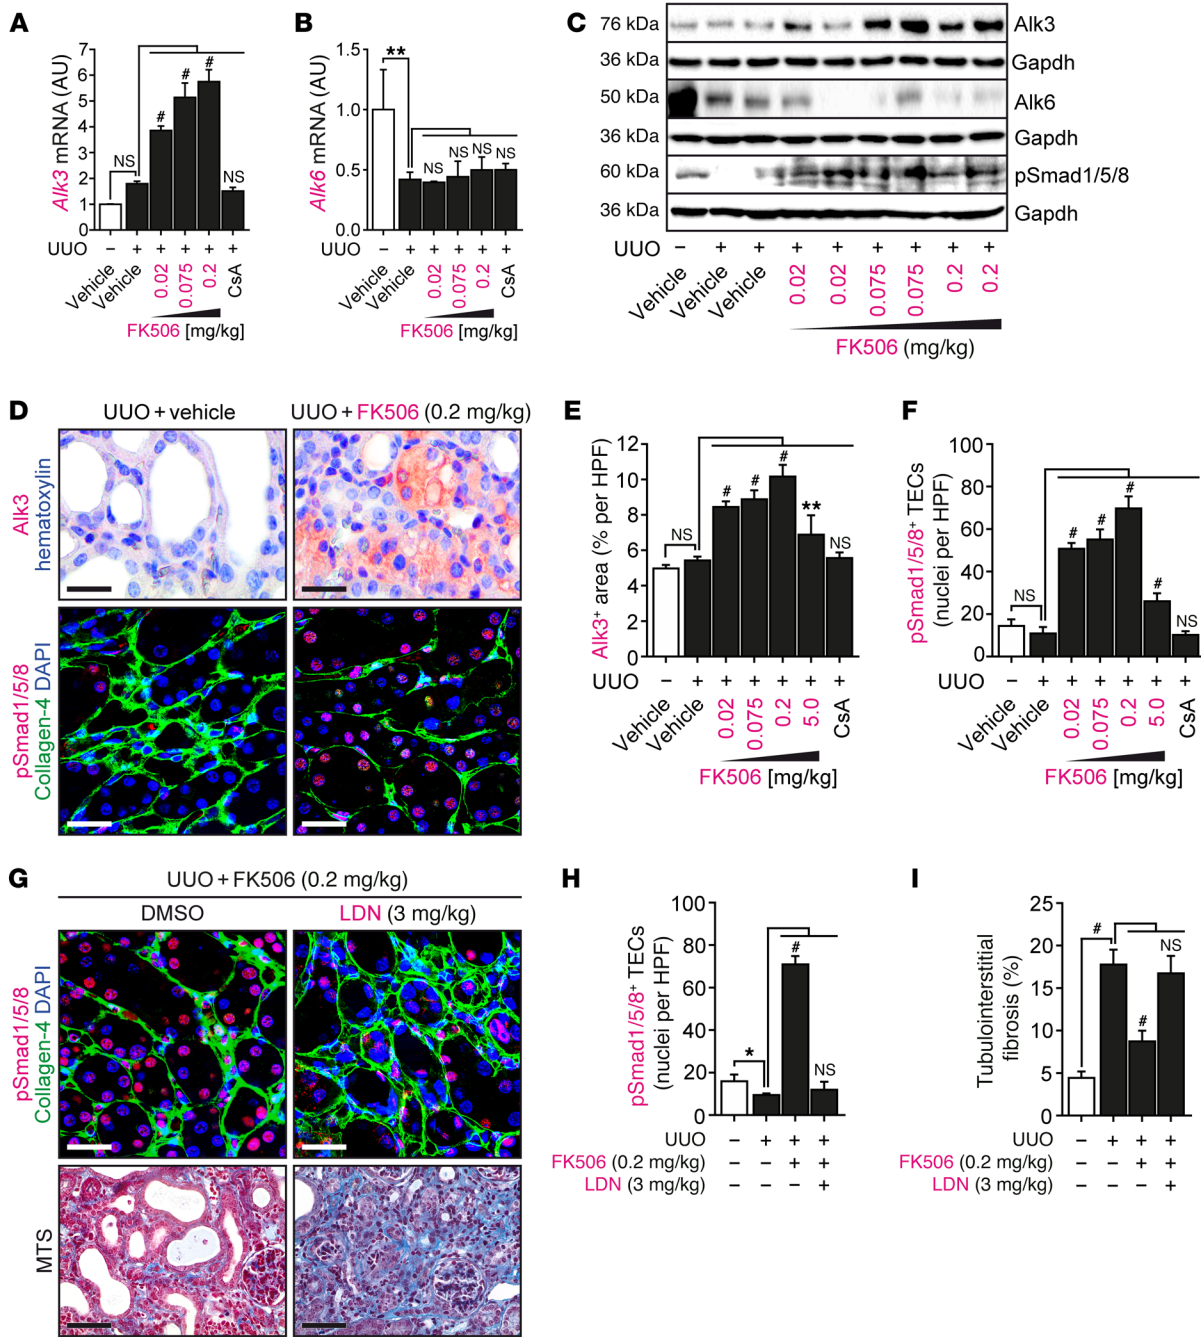 A
Alk3 mRNA (AU)
7
6
5
4
3
2
1
0
NS
#
#
#
UUO − + + + + +
Vehicle
Vehicle
0.02
0.075
0.2
CsA
FK506 [mg/kg]
B
Alk6 mRNA (AU)
1.5
1.0
0.5
0
**
NS
NS
NS
NS
UUO − + + + + +
Vehicle
Vehicle
0.02
0.075
0.2
CsA
FK506 [mg/kg]
C
76 kDa Alk3
36 kDa Gapdh
50 kDa Alk6
36 kDa Gapdh
60 kDa pSmad1/5/8
36 kDa Gapdh
UUO − + + + + + + + +
Vehicle
Vehicle
Vehicle
0.02
0.02
0.075
0.075
0.2
0.2
FK506 (mg/kg)
D
UUO + vehicle
UUO + FK506 (0.2 mg/kg)
Alk3
hematoxylin
pSmad1/5/8
Collagen-4 DAPI
E
Alk3+ area (% per HPF)
12
10
8
6
4
2
0
NS
#
#
#
**
NS
UUO − + + + + + +
Vehicle
Vehicle
0.02
0.075
0.2
5.0
CsA
FK506 [mg/kg]
F
pSmad1/5/8+ TECs
(nuclei per HPF)
100
80
60
40
20
0
NS
#
#
#
#
NS
UUO − + + + + + +
Vehicle
Vehicle
0.02
0.075
0.2
5.0
CsA
FK506 [mg/kg]
G
UUO + FK506 (0.2 mg/kg)
DMSO
LDN (3 mg/kg)
pSmad1/5/8
Collagen-4 DAPI
MTS
H
pSmad1/5/8+ TECs
(nuclei per HPF)
100
80
60
40
20
0
*
#
NS
UUO − + + +
FK506 (0.2 mg/kg) − − + +
LDN (3 mg/kg) − − − +
I
Tubulointerstitial
fibrosis (%)
25
20
15
10
5
0
#
#
NS
UUO − + + +
FK506 (0.2 mg/kg) − − + +
LDN (3 mg/kg) − − − +